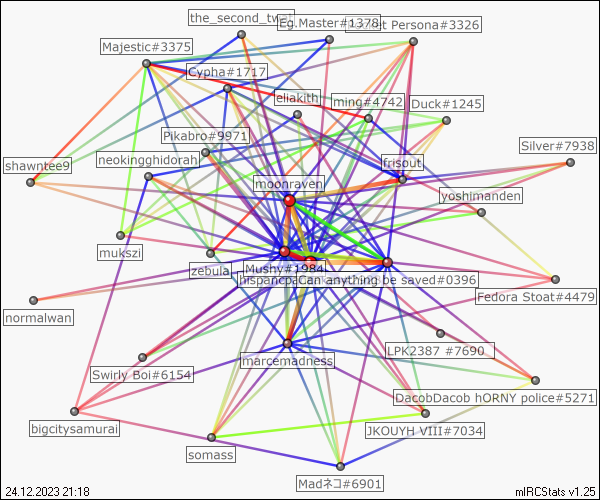 the_second_twai
Eg.Master#1378
Persona#3326
Majestic#3375
Cypha#1717
eliakith
ming#4742
Duck#1245
Pikabro#9971
Silver#7938
shawntee9
neokingghidorah
frisout
moonraven
yoshimanden
mukszi
zebula
Mushy#1984
hispanco
Can anything be saved#0396
Fedora Stoat#4479
normalwan
LPK2387 #7690
marcemadness
Swirly Boi#6154
DacobDacob hORNY police#5271
bigcitysamurai
JKOUYH VIII#7034
somass
Madネコ#6901
24.12.2023 21:18
mIRCStats v1.25